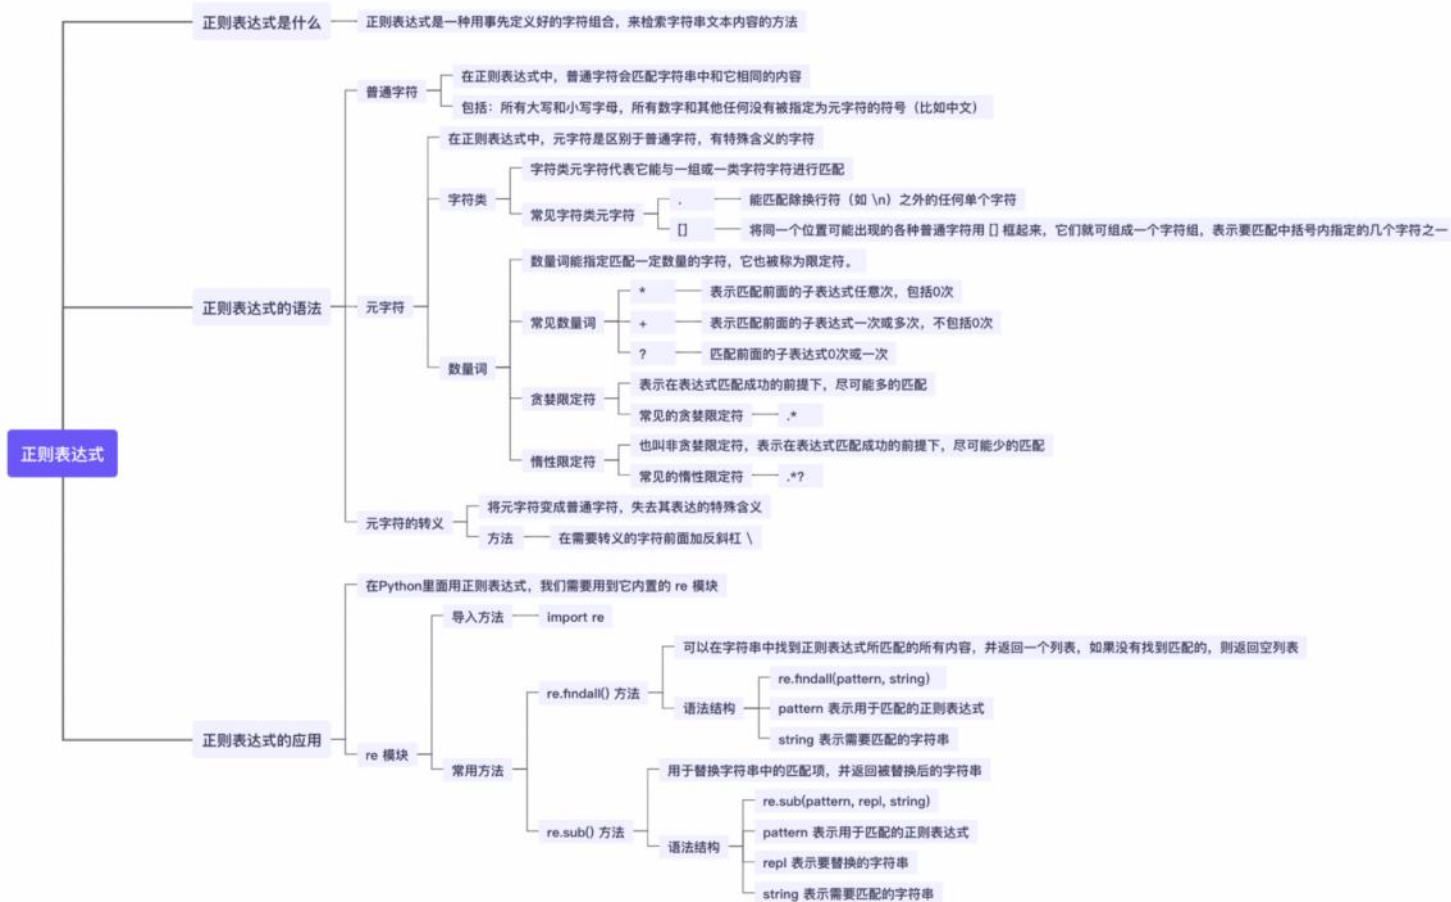 正则表达式
正则表达式是什么
正则表达式是一种用事先定义好的字符组合，来检索字符串文本内容的方法
正则表达式的语法
普通字符
在正则表达式中，普通字符会匹配字符串中和它相同的内容
包括：所有大写和小写字母，所有数字和其他任何没有被指定为元字符的符号（比如中文）
元字符
在正则表达式中，元字符是区别于普通字符，有特殊含义的字符
字符类
字符类元字符代表它能与一组或一类字符字符进行匹配
常见字符类元字符
.
能匹配除换行符（如 \n）之外的任何单个字符
[]
将同一个位置可能出现的各种普通字符用 [] 框起来，它们就可组成一个字符组，表示要匹配中括号内指定的几个字符之一
数量词
数量词能指定匹配一定数量的字符，它也被称为限定符。
常见数量词
*
表示匹配前面的子表达式任意次，包括0次
+
表示匹配前面的子表达式一次或多次，不包括0次
?
匹配前面的子表达式0次或一次
贪婪限定符
表示在表达式匹配成功的前提下，尽可能多的匹配
常见的贪婪限定符
.*
惰性限定符
也叫非贪婪限定符，表示在表达式匹配成功的前提下，尽可能少的匹配
常见的惰性限定符
.*?
元字符的转义
将元字符变成普通字符，失去其表达的特殊含义
方法
在需要转义的字符前面加反斜杠 \
正则表达式的应用
在Python里面用正则表达式，我们需要用到它内置的 re 模块
re 模块
导入方法
import re
常用方法
re.findall() 方法
可以在字符串中找到正则表达式所匹配的所有内容，并返回一个列表，如果没有找到匹配的，则返回空列表
语法结构
re.findall(pattern, string)
pattern 表示用于匹配的正则表达式
string 表示需要匹配的字符串
re.sub() 方法
用于替换字符串中的匹配项，并返回被替换后的字符串
语法结构
re.sub(pattern, repl, string)
pattern 表示用于匹配的正则表达式
repl 表示要替换的字符串
string 表示需要匹配的字符串